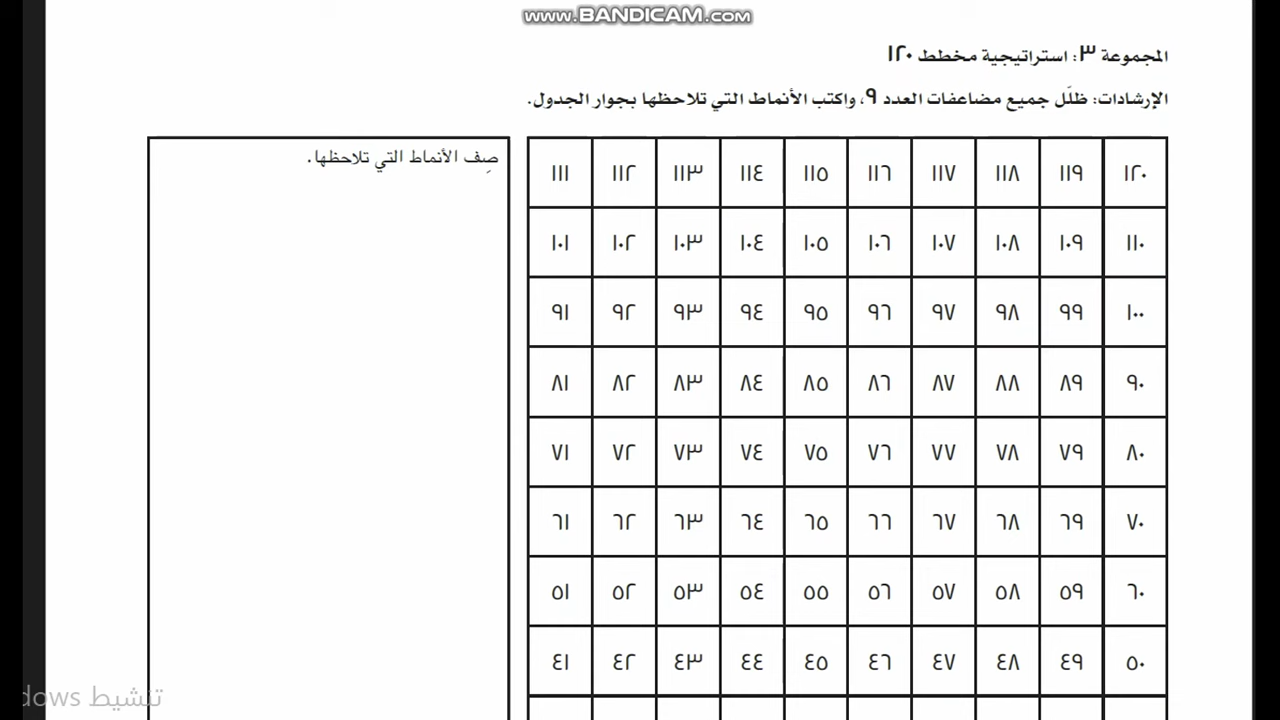 www.BANDICAM.com
المجموعة ٣: استراتيجية مخطط ١٢٠
الإرشادات: ظلّل جميع مضاعفات العدد ٩، واكتب الأنماط التي تلاحظها بجوار الجدول.
صِف الأنماط التي تلاحظها.
١١١ ١١٢ ١١٣ ١١٤ ١١٥ ١١٦ ١١٧ ١١٨ ١١٩ ١٢٠
١٠١ ١٠٢ ١٠٣ ١٠٤ ١٠٥ ١٠٦ ١٠٧ ١٠٨ ١٠٩ ١١٠
٩١ ٩٢ ٩٣ ٩٤ ٩٥ ٩٦ ٩٧ ٩٨ ٩٩ ١٠٠
٨١ ٨٢ ٨٣ ٨٤ ٨٥ ٨٦ ٨٧ ٨٨ ٨٩ ٩٠
٧١ ٧٢ ٧٣ ٧٤ ٧٥ ٧٦ ٧٧ ٧٨ ٧٩ ٨٠
٦١ ٦٢ ٦٣ ٦٤ ٦٥ ٦٦ ٦٧ ٦٨ ٦٩ ٧٠
٥١ ٥٢ ٥٣ ٥٤ ٥٥ ٥٦ ٥٧ ٥٨ ٥٩ ٦٠
٤١ ٤٢ ٤٣ ٤٤ ٤٥ ٤٦ ٤٧ ٤٨ ٤٩ ٥٠
تنشيط dows